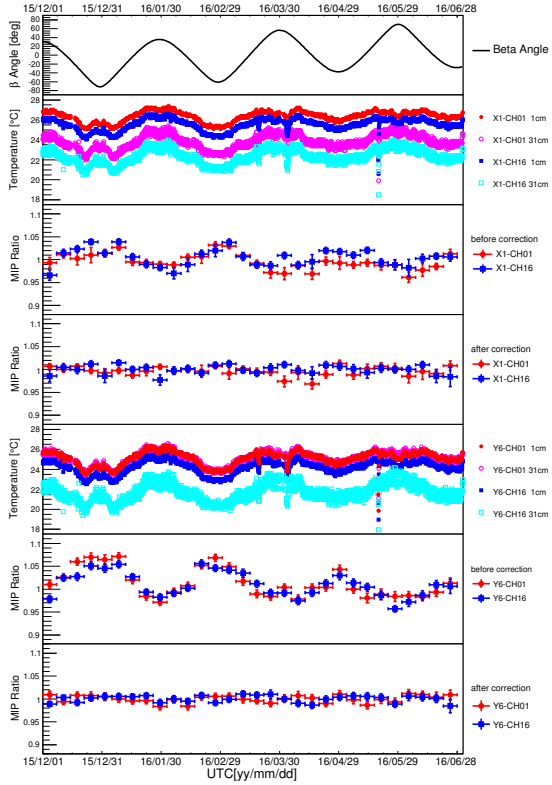 15/12/01 15/12/31 16/01/30 16/02/29 16/03/30 16/04/29 16/05/29 16/06/28
β Angle [deg]
80
60
40
20
0
-20
-40
-60
-80
Beta Angle
Temperature [°C]
28
26
24
22
20
18
X1-CH01 1cm
X1-CH01 31cm
X1-CH16 1cm
X1-CH16 31cm
MIP Ratio
1.1
1.05
1
0.95
0.9
before correction
X1-CH01
X1-CH16
MIP Ratio
1.1
1.05
1
0.95
0.9
after correction
X1-CH01
X1-CH16
Temperature [°C]
28
26
24
22
20
18
Y6-CH01 1cm
Y6-CH01 31cm
Y6-CH16 1cm
Y6-CH16 31cm
MIP Ratio
1.1
1.05
1
0.95
0.9
before correction
Y6-CH01
Y6-CH16
MIP Ratio
1.1
1.05
1
0.95
0.9
after correction
Y6-CH01
Y6-CH16
15/12/01 15/12/31 16/01/30 16/02/29 16/03/30 16/04/29 16/05/29 16/06/28
UTC[yy/mm/dd]